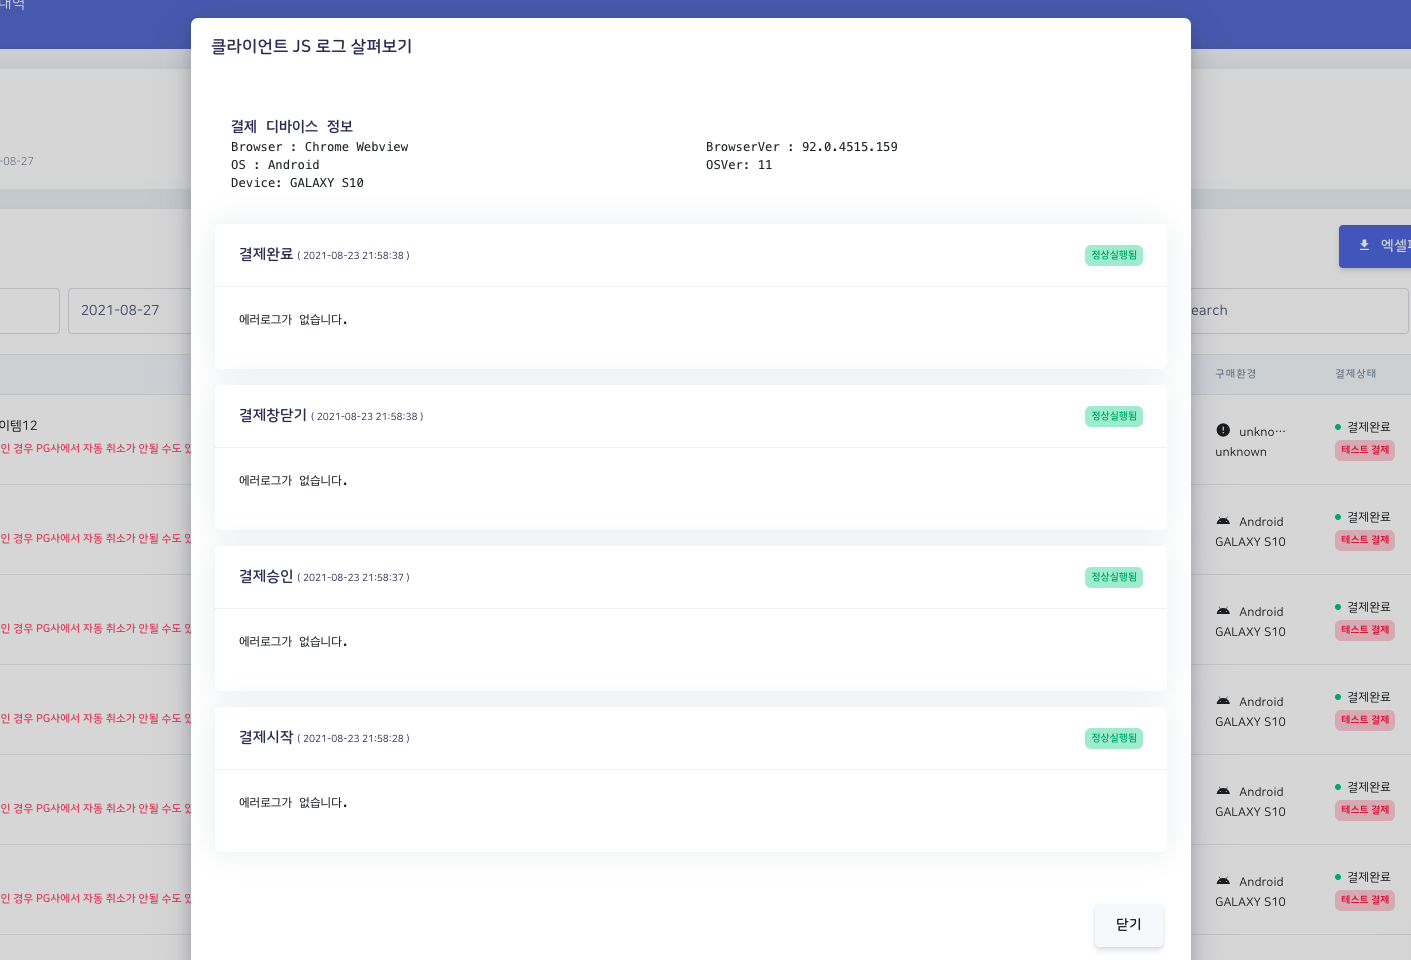 내역
클라이언트 JS 로그 살펴보기
결제 디바이스 정보
Browser : Chrome Webview
BrowserVer : 92.0.4515.159
OS : Android
OSVer: 11
Device: GALAXY S10
-08-27
결제완료 ( 2021-08-23 21:58:38 )
정상실행됨
에러로그가 없습니다.
결제창닫기 ( 2021-08-23 21:58:38 )
정상실행됨
에러로그가 없습니다.
결제승인 ( 2021-08-23 21:58:37 )
정상실행됨
에러로그가 없습니다.
결제시작 ( 2021-08-23 21:58:28 )
정상실행됨
에러로그가 없습니다.
닫기
2021-08-27
이템12
인 경우 PG사에서 자동 취소가 안될 수도 있
인 경우 PG사에서 자동 취소가 안될 수도 있
인 경우 PG사에서 자동 취소가 안될 수도 있
인 경우 PG사에서 자동 취소가 안될 수도 있
인 경우 PG사에서 자동 취소가 안될 수도 있
인 경우 PG사에서 자동 취소가 안될 수도 있
엑셀
earch
구매환경
결제상태
unkno…
결제완료
unknown
테스트 결제
Android
결제완료
GALAXY S10
테스트 결제
Android
결제완료
GALAXY S10
테스트 결제
Android
결제완료
GALAXY S10
테스트 결제
Android
결제완료
GALAXY S10
테스트 결제
Android
결제완료
GALAXY S10
테스트 결제